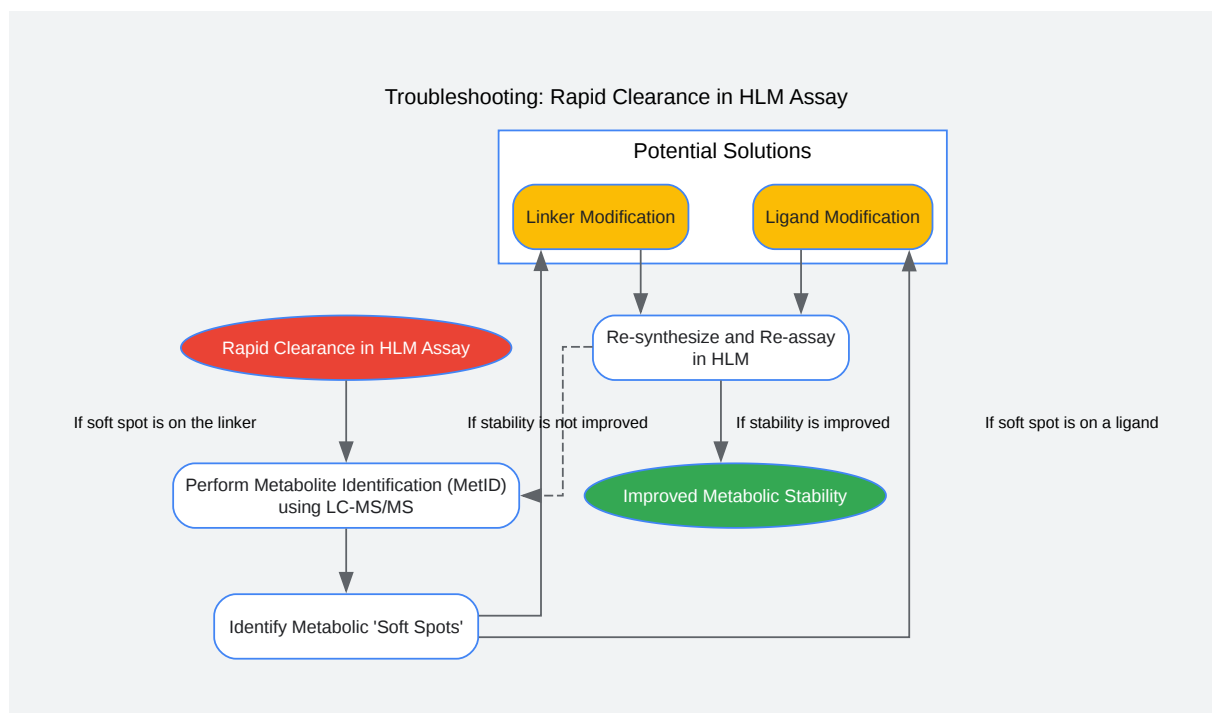 Troubleshooting: Rapid Clearance in HLM Assay
Potential Solutions
Linker Modification
Ligand Modification
Rapid Clearance in HLM Assay
Re-synthesize and Re-assay
in HLM
If soft spot is on the linker
If stability is not improved
If stability is improved
If soft spot is on a ligand
Perform Metabolite Identification (MetID)
using LC-MS/MS
Improved Metabolic Stability
Identify Metabolic 'Soft Spots'